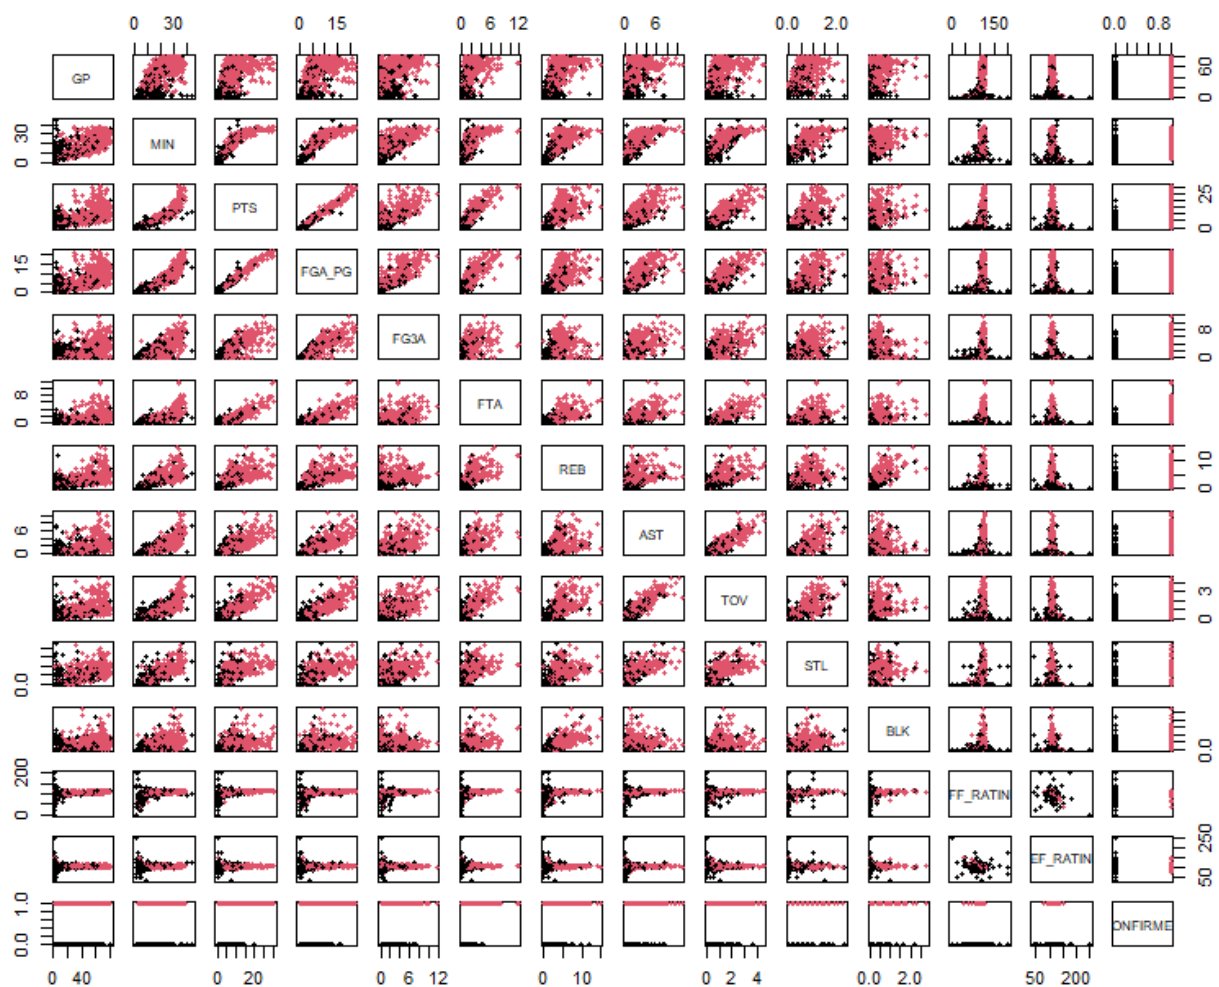 0 30 0 15 0 6 12 0 6 0.0 2.0 0 150 0.0 0.8
GP 0 60
0 30 MIN
PTS 0 25
0 15 FGA_PG
FG3A 0 8
0 8 FTA
REB 0 10
0 6 AST
TOV 0 3
0.0 STL
BLK 0.0
0 200 FF_RATIN
EF_RATIN 50 250
0.0 1.0 ONFIRME
0 40 0 20 0 6 12 0 10 0 2 4 0.0 2.0 50 200